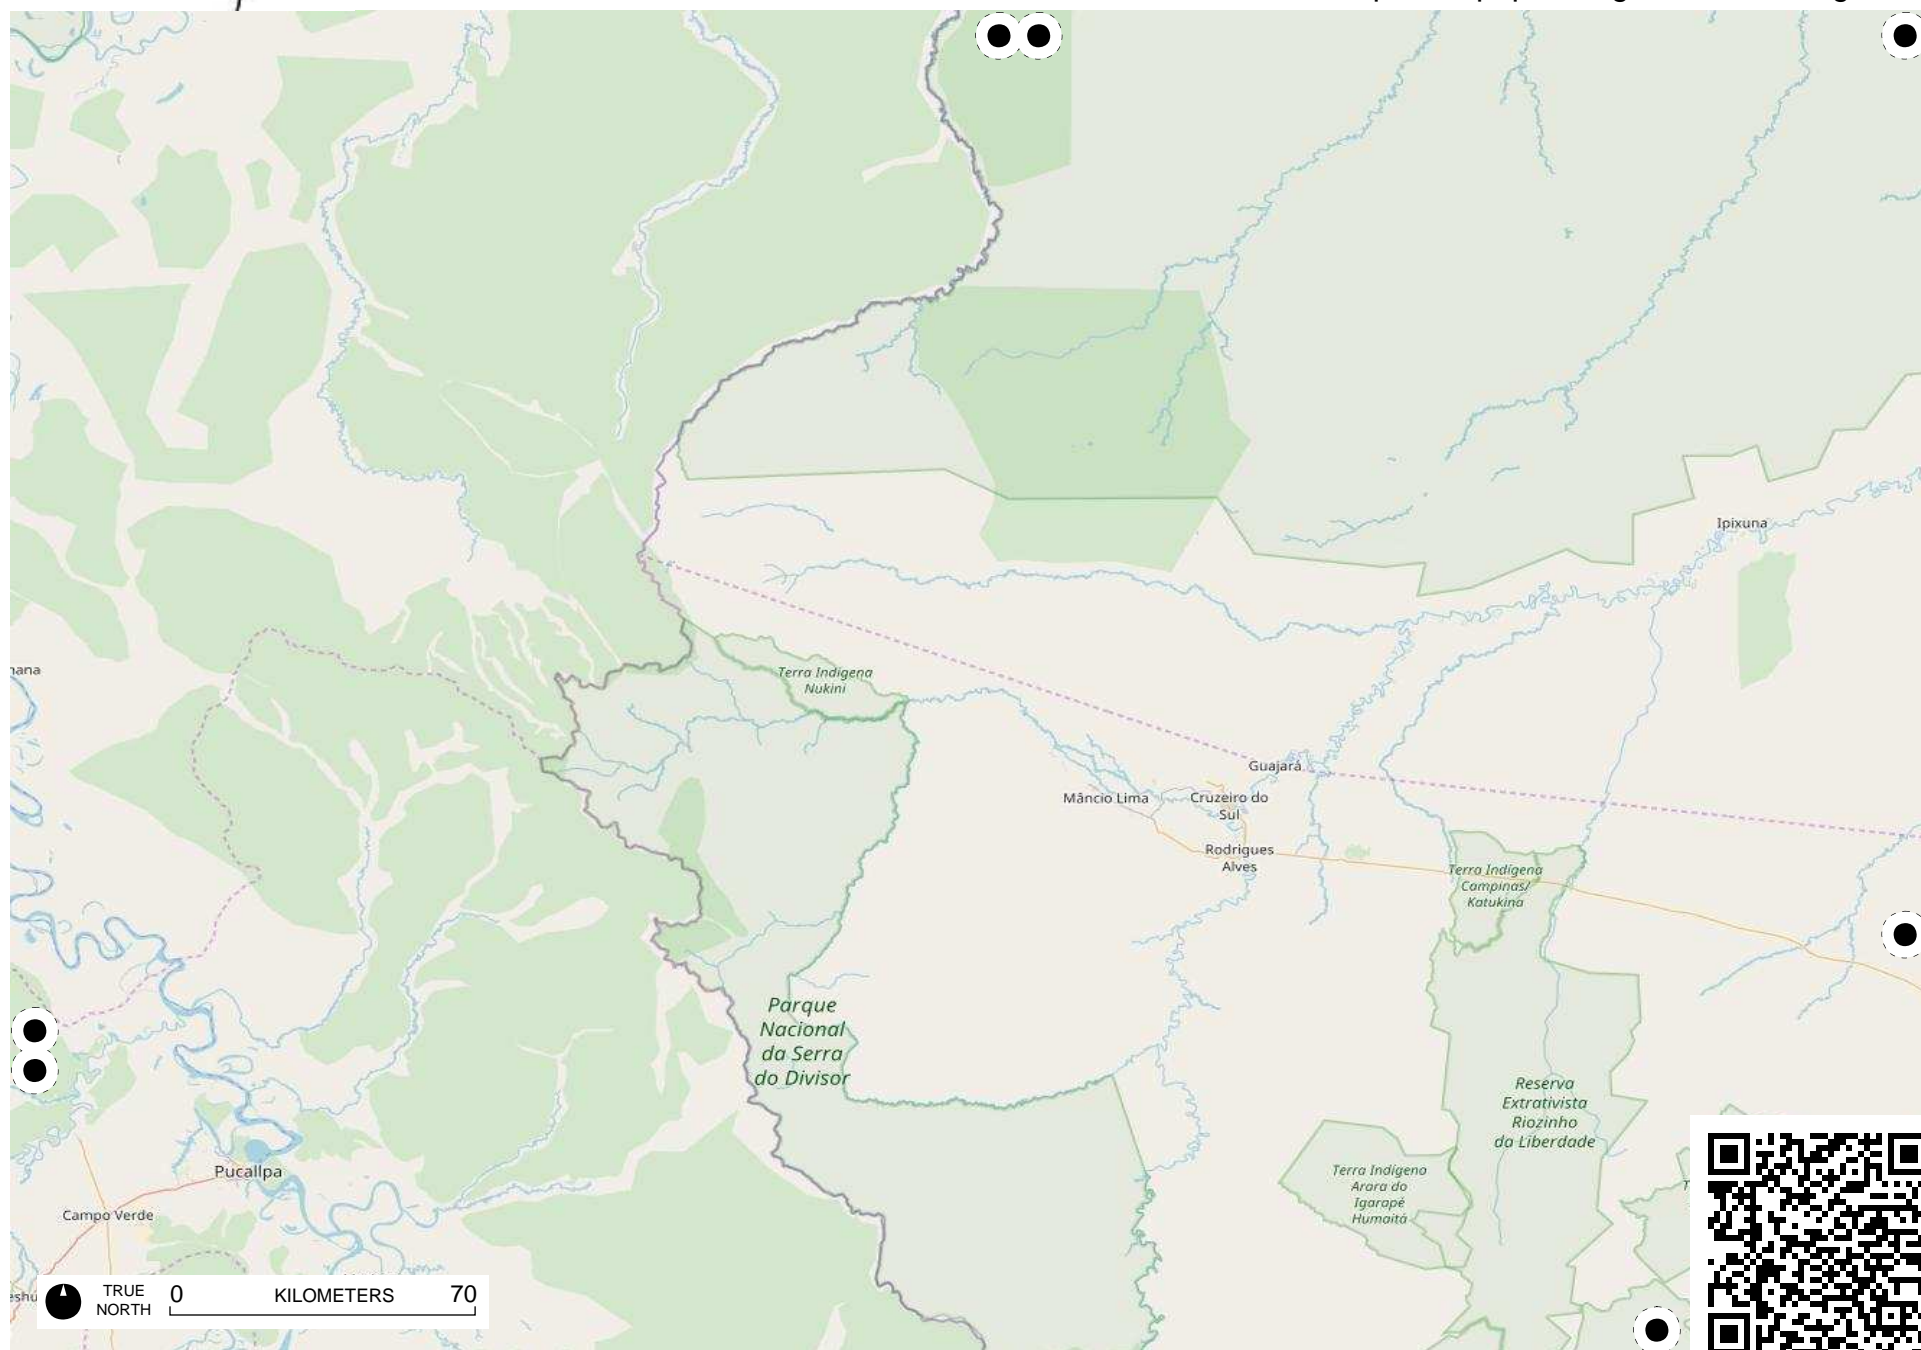 Ipixuna
Terra Indígena
Nukini
Guajará
Mâncio Lima
Cruzeiro do
Sul
Rodrigues
Alves
Terra Indígena
Campinas/
Katukina
Parque
Nacional
da Serra
do Divisor
Reserva
Extrativista
Riozinho
da Liberdade
Terra Indígena
Arara do
Igarapé
Humaitá
Pucallpa
Campo Verde
TRUE
NORTH
0 KILOMETERS 70